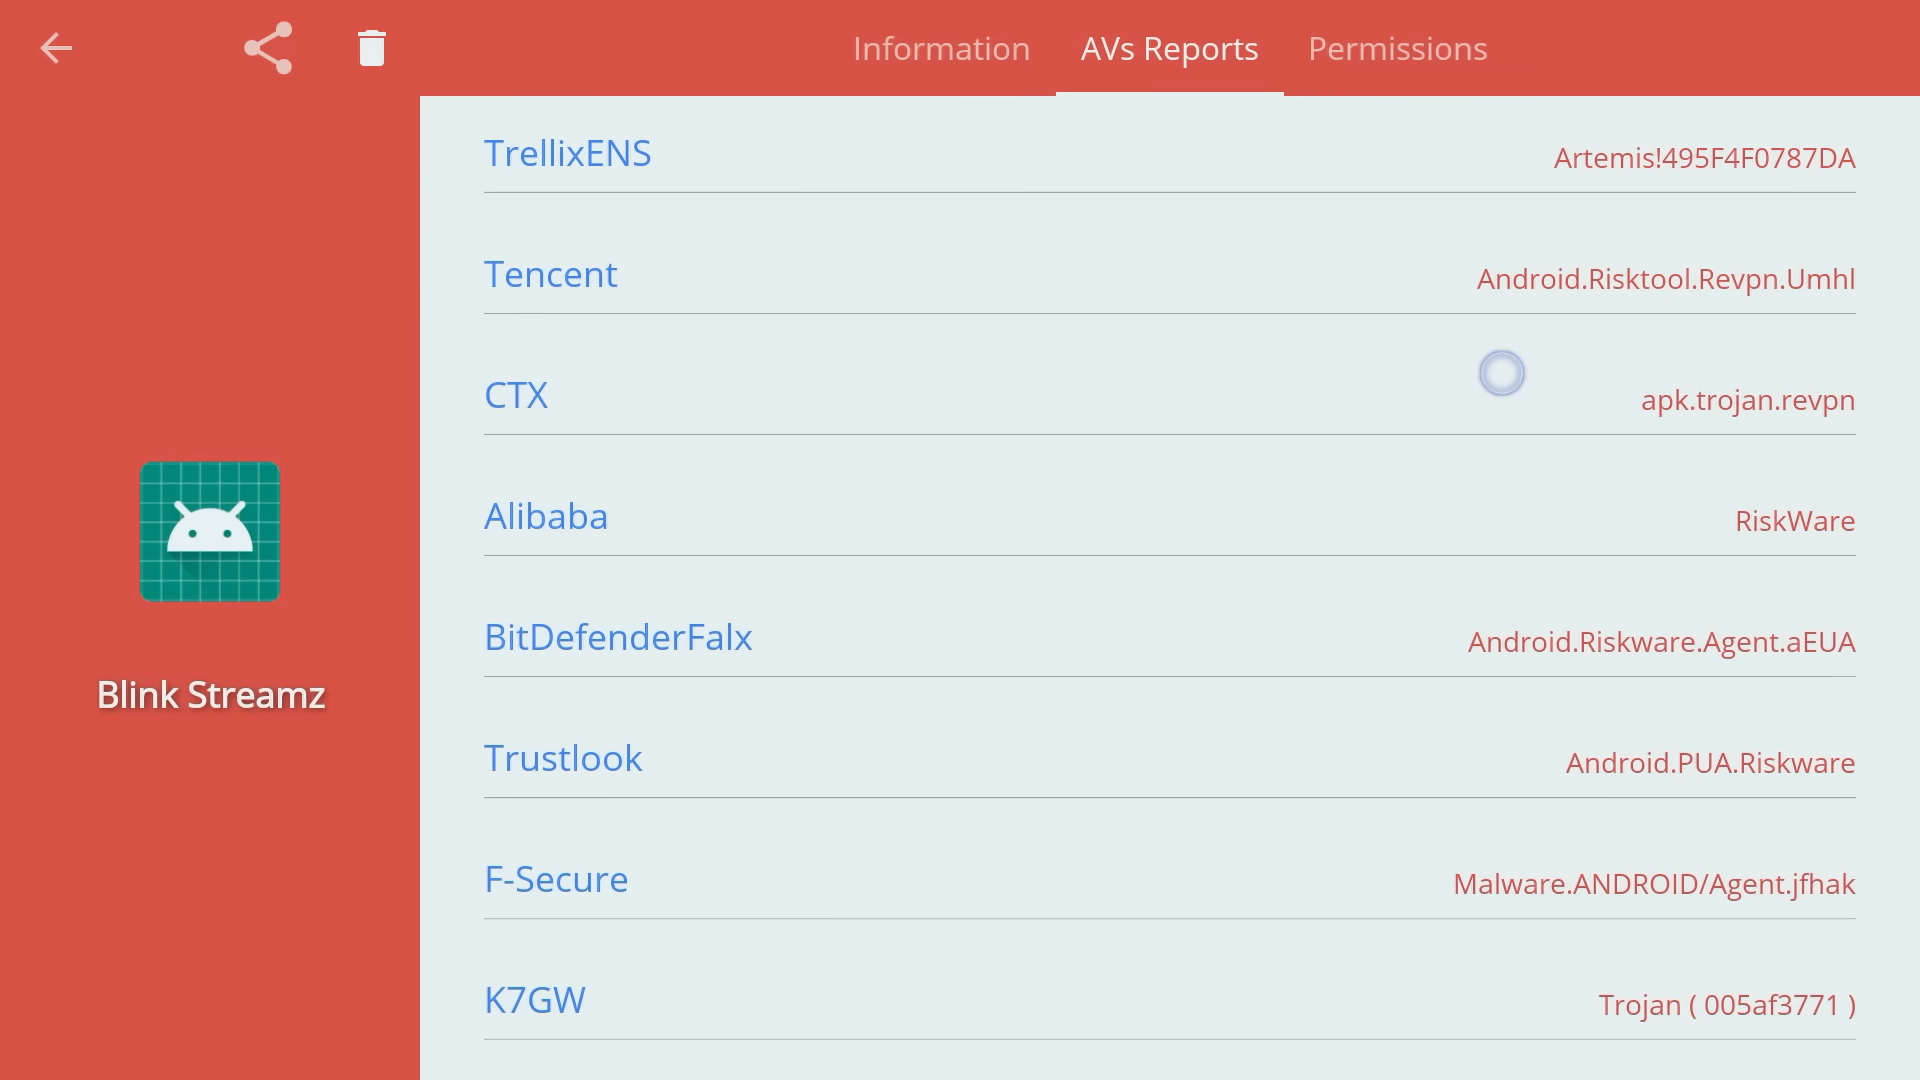 Information
AVs Reports
Permissions
TrellixENS
Artemis!495F4F0787DA
Tencent
Android.Risktool.Revpn.Umhl
CTX
apk.trojan.revpn
Alibaba
RiskWare
BitDefenderFalx
Android.Riskware.Agent.aEUA
Blink Streamz
Trustlook
Android.PUA.Riskware
F-Secure
Malware.ANDROID/Agent.jfhak
K7GW
Trojan ( 005af3771 )